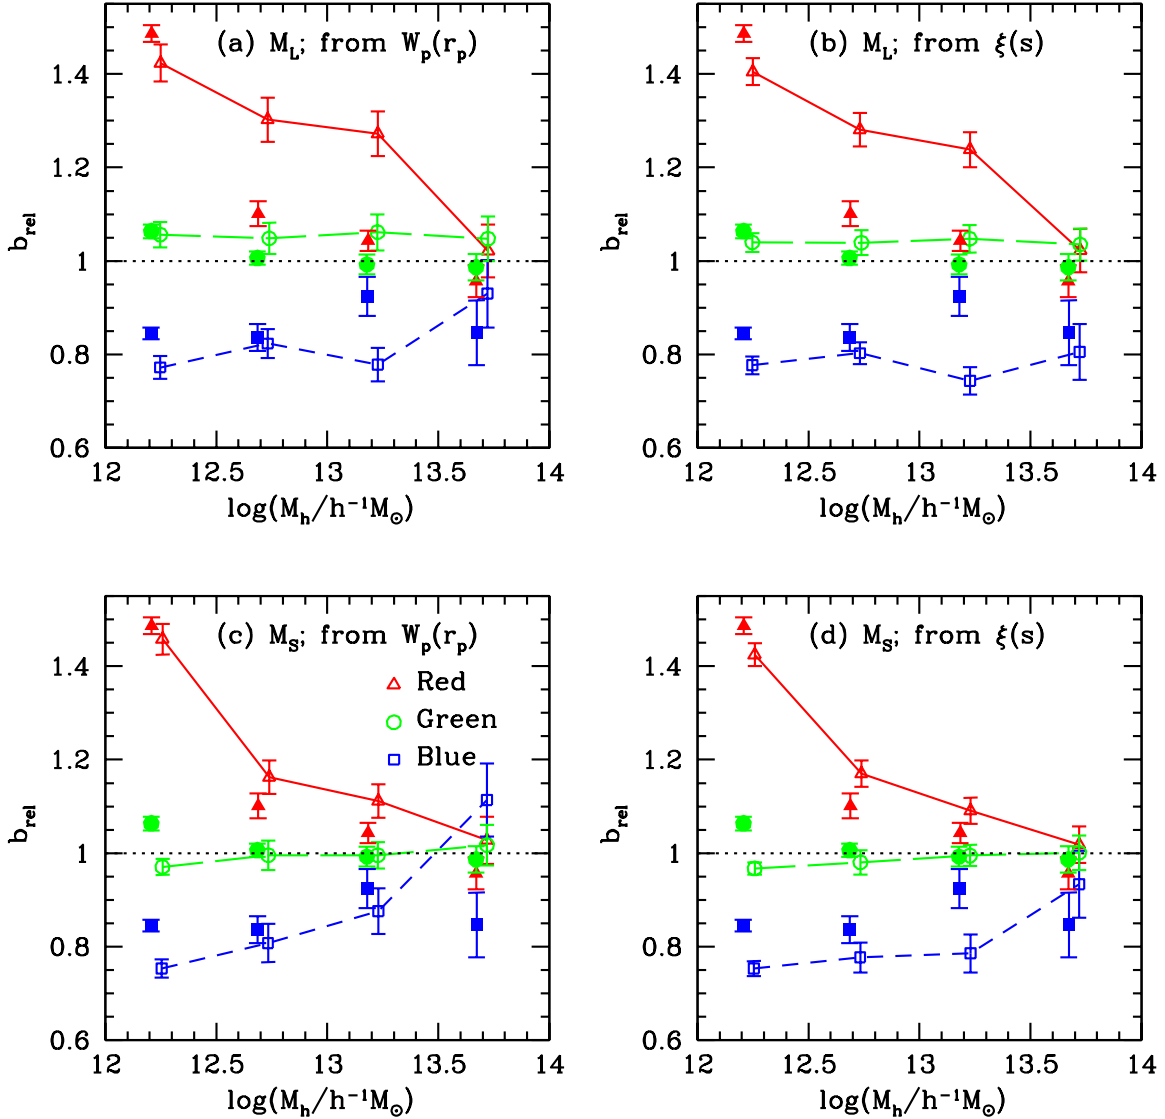 (a) M_L; from W_p(r_p)
1.4
1.2
1
0.8
0.6
b_rel
12 12.5 13 13.5 14
log(M_h/h⁻¹M_⊙)
(b) M_L; from ξ(s)
1.4
1.2
1
0.8
0.6
b_rel
12 12.5 13 13.5 14
log(M_h/h⁻¹M_⊙)
(c) M_S; from W_p(r_p)
Red
Green
Blue
1.4
1.2
1
0.8
0.6
b_rel
12 12.5 13 13.5 14
log(M_h/h⁻¹M_⊙)
(d) M_S; from ξ(s)
1.4
1.2
1
0.8
0.6
b_rel
12 12.5 13 13.5 14
log(M_h/h⁻¹M_⊙)